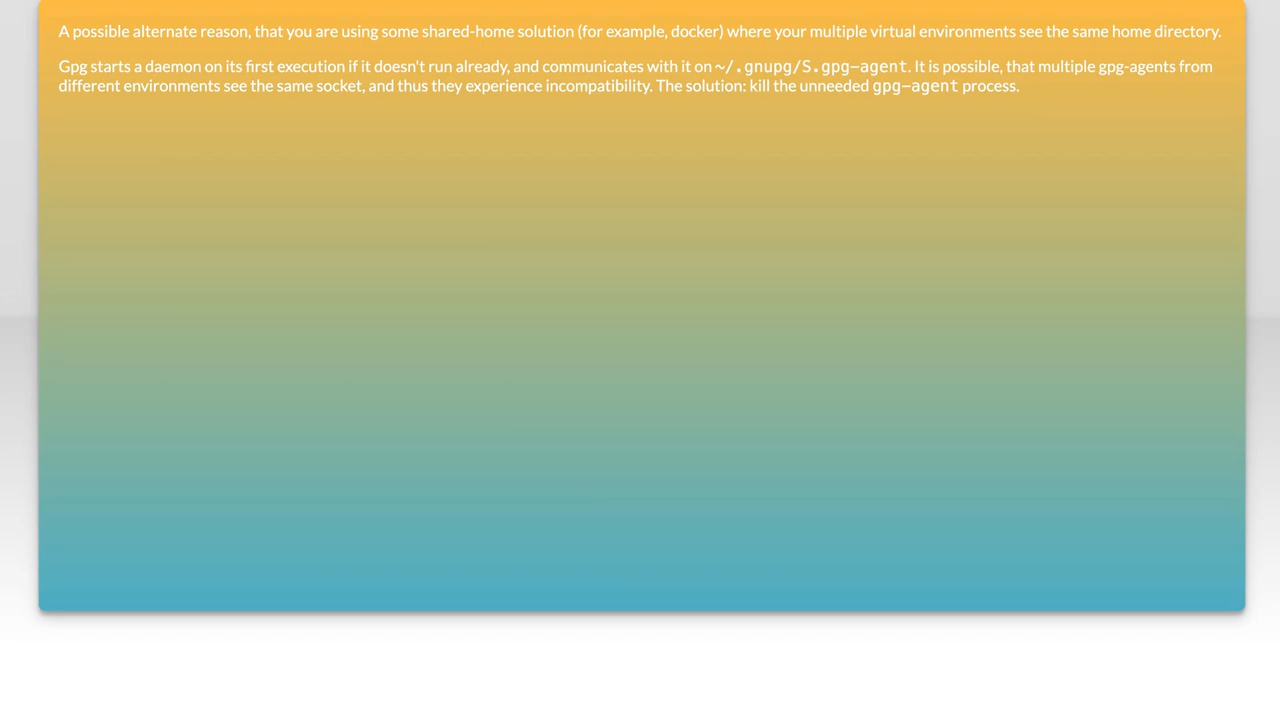 A possible alternate reason, that you are using some shared-home solution (for example, docker) where your multiple virtual environments see the same home directory.
Gpg starts a daemon on its first execution if it doesn't run already, and communicates with it on ~/.gnupg/S.gpg-agent. It is possible, that multiple gpg-agents from
different environments see the same socket, and thus they experience incompatibility. The solution: kill the unneeded gpg-agent process.